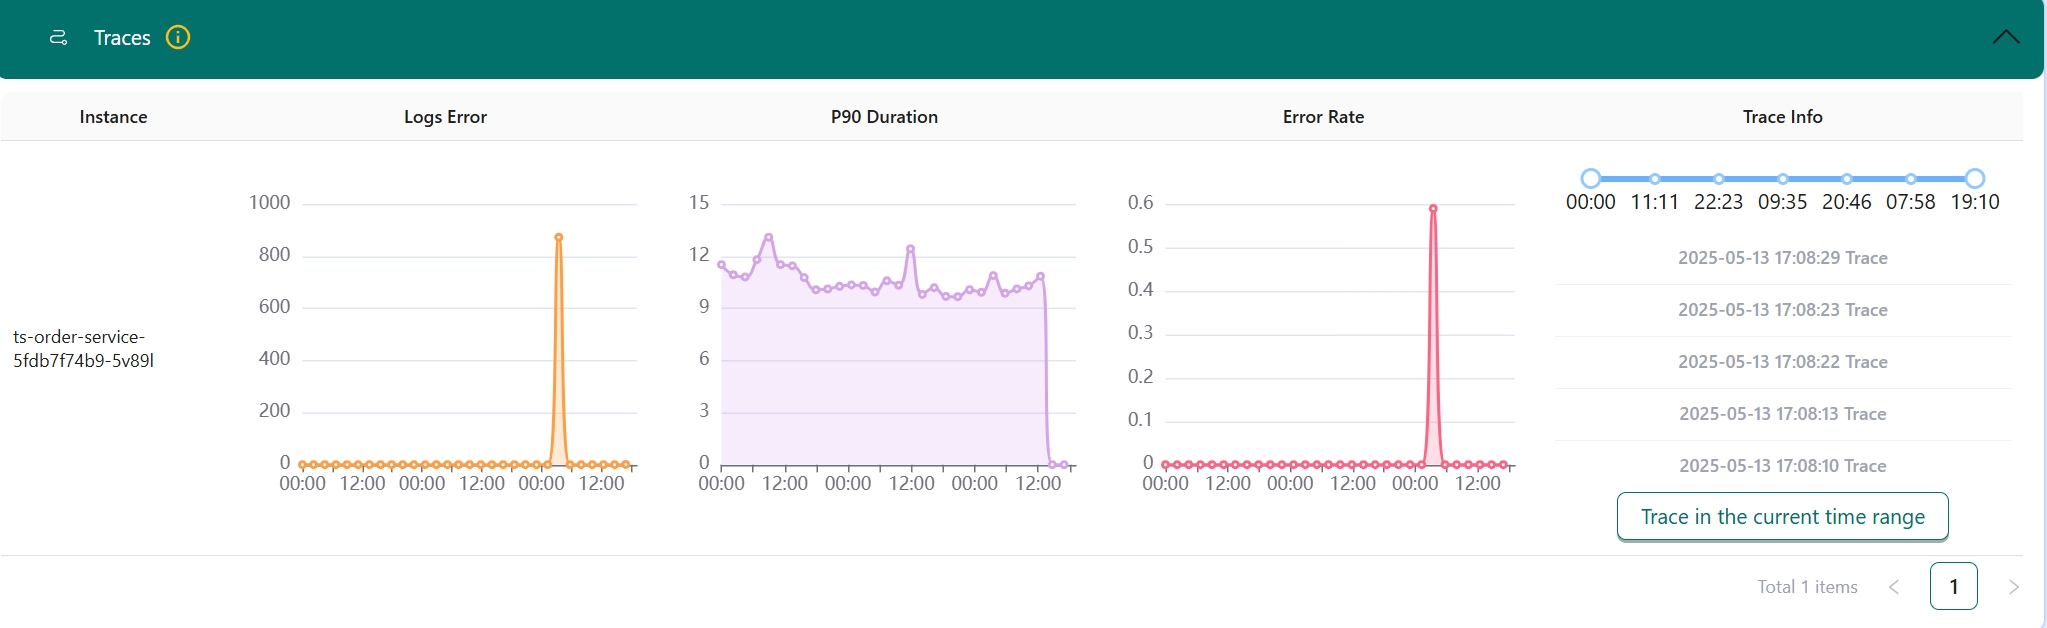 Traces
Instance Logs Error P90 Duration Error Rate Trace Info
ts-order-service-
5fdb7f74b9-5v89l
1000
800
600
400
200
0
00:00 12:00 00:00 12:00 00:00 12:00
15
12
9
6
3
0
00:00 12:00 00:00 12:00 00:00 12:00
0.6
0.5
0.4
0.3
0.2
0.1
0
00:00 12:00 00:00 12:00 00:00 12:00
00:00 11:11 22:23 09:35 20:46 07:58 19:10
2025-05-13 17:08:29 Trace
2025-05-13 17:08:23 Trace
2025-05-13 17:08:22 Trace
2025-05-13 17:08:13 Trace
2025-05-13 17:08:10 Trace
Trace in the current time range
Total 1 items < 1 >